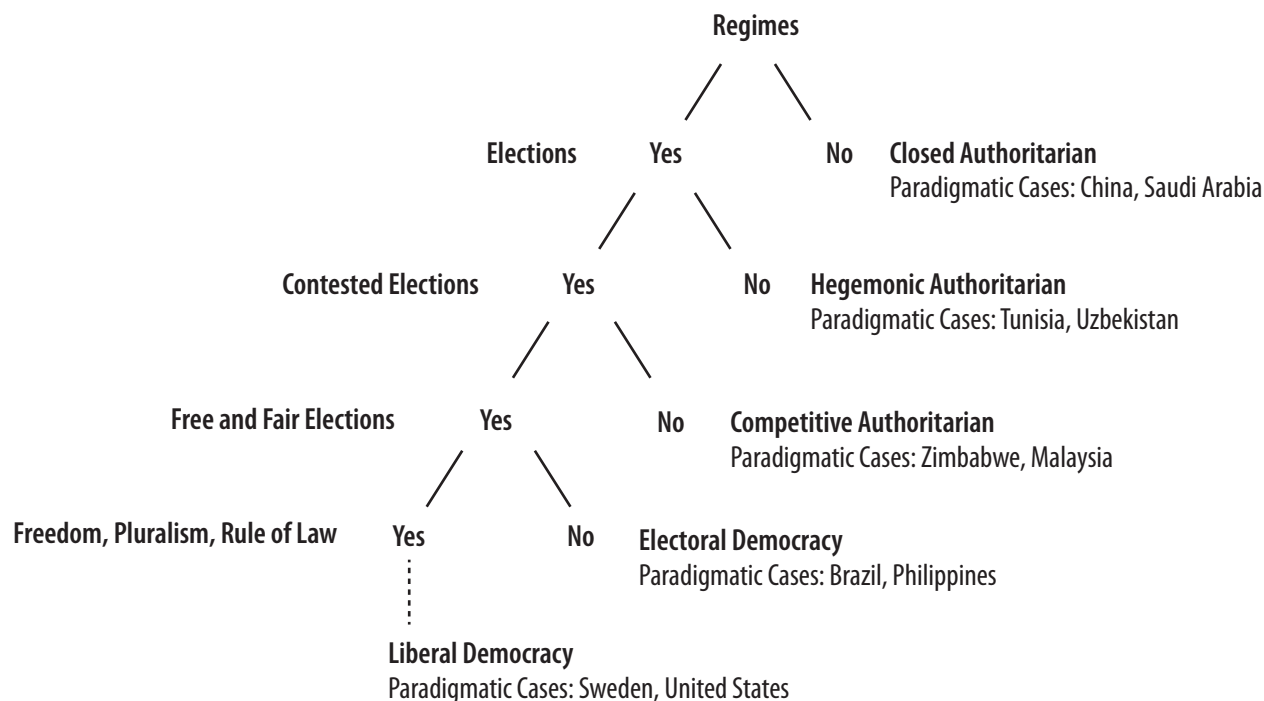 Regimes
Elections Yes No Closed Authoritarian
Paradigmatic Cases: China, Saudi Arabia
Contested Elections Yes No Hegemonic Authoritarian
Paradigmatic Cases: Tunisia, Uzbekistan
Free and Fair Elections Yes No Competitive Authoritarian
Paradigmatic Cases: Zimbabwe, Malaysia
Freedom, Pluralism, Rule of Law Yes No Electoral Democracy
Paradigmatic Cases: Brazil, Philippines
Liberal Democracy
Paradigmatic Cases: Sweden, United States